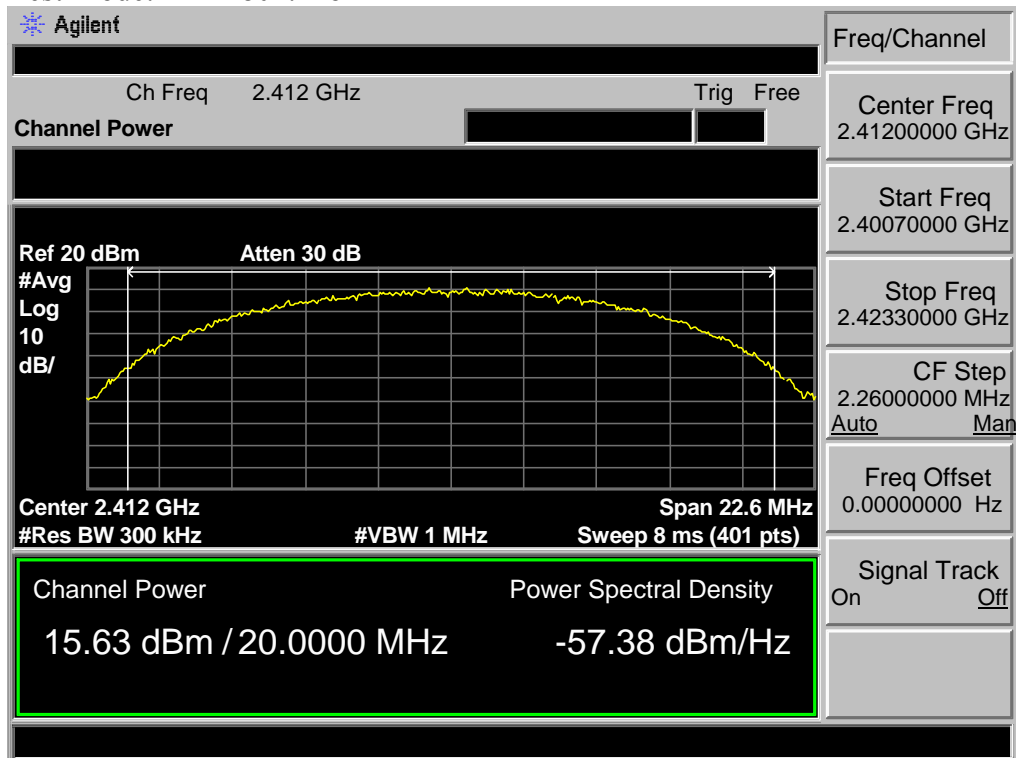 Agilent
Freq/Channel
Ch Freq 2.412 GHz Trig Free
Channel Power
Center Freq
2.41200000 GHz
Start Freq
2.40070000 GHz
Stop Freq
2.42330000 GHz
CF Step
2.26000000 MHz
Auto Man
Freq Offset
0.00000000 Hz
Signal Track
On Off
Ref 20 dBm Atten 30 dB
#Avg
Log
10
dB/
Center 2.412 GHz Span 22.6 MHz
#Res BW 300 kHz #VBW 1 MHz Sweep 8 ms (401 pts)
Channel Power Power Spectral Density
15.63 dBm / 20.0000 MHz -57.38 dBm/Hz